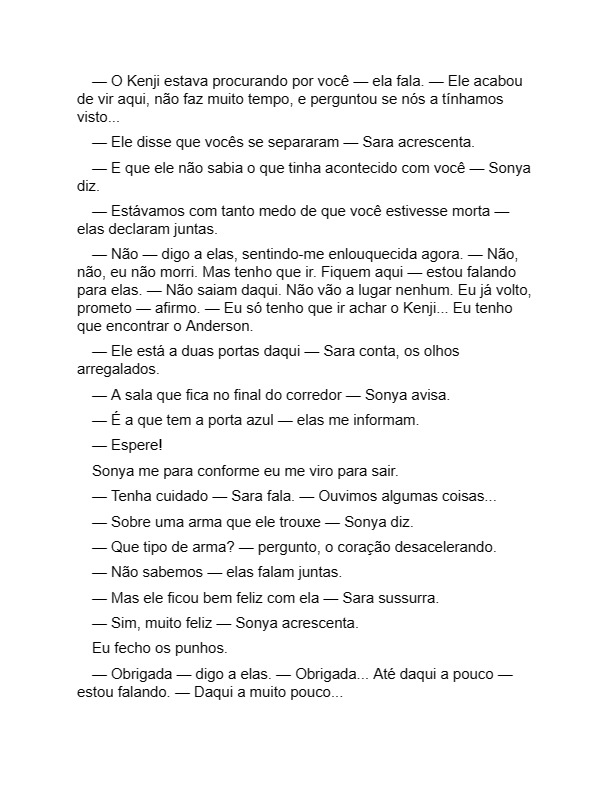 — O Kenji estava procurando por você — ela fala. — Ele acabou
de vir aqui, não faz muito tempo, e perguntou se nós a tínhamos
visto...
— Ele disse que vocês se separaram — Sara acrescenta.
— E que ele não sabia o que tinha acontecido com você — Sonya
diz.
— Estávamos com tanto medo de que você estivesse morta —
elas declaram juntas.
— Não — digo a elas, sentindo-me enlouquecida agora. — Não,
não, eu não morri. Mas tenho que ir. Fiquem aqui — estou falando
para elas. — Não saiam daqui. Não vão a lugar nenhum. Eu já volto,
prometo — afirmo. — Eu só tenho que ir achar o Kenji... Eu tenho
que encontrar o Anderson.
— Ele está a duas portas daqui — Sara conta, os olhos
arregalados.
— A sala que fica no final do corredor — Sonya avisa.
— É a que tem a porta azul — elas me informam.
— Espere!
Sonya me para conforme eu me viro para sair.
— Tenha cuidado — Sara fala. — Ouvimos algumas coisas...
— Sobre uma arma que ele trouxe — Sonya diz.
— Que tipo de arma? — pergunto, o coração desacelerando.
— Não sabemos — elas falam juntas.
— Mas ele ficou bem feliz com ela — Sara sussurra.
— Sim, muito feliz — Sonya acrescenta.
Eu fecho os punhos.
— Obrigada — digo a elas. — Obrigada... Até daqui a pouco —
estou falando. — Daqui a muito pouco...